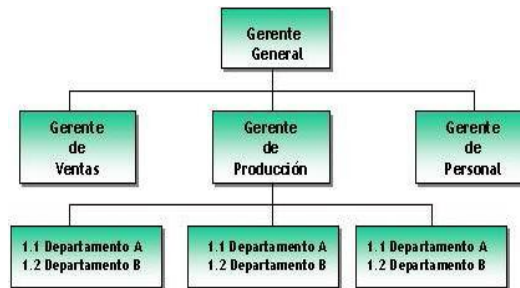 Gerente
General
Gerente
de
Ventas
Gerente
de
Producción
Gerente
de
Personal
1.1 Departamento A
1.2 Departamento B
1.1 Departamento A
1.2 Departamento B
1.1 Departamento A
1.2 Departamento B